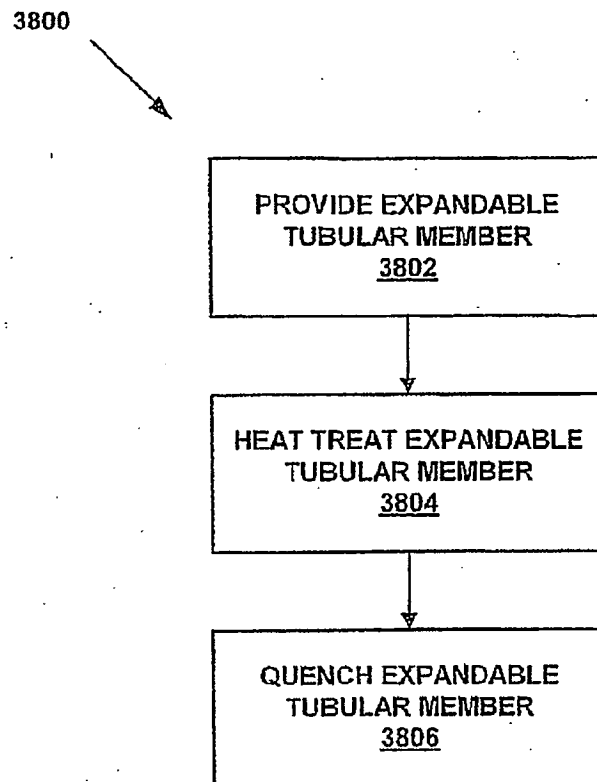 3800
PROVIDE EXPANDABLE
TUBULAR MEMBER
3802
HEAT TREAT EXPANDABLE
TUBULAR MEMBER
3804
QUENCH EXPANDABLE
TUBULAR MEMBER
3806